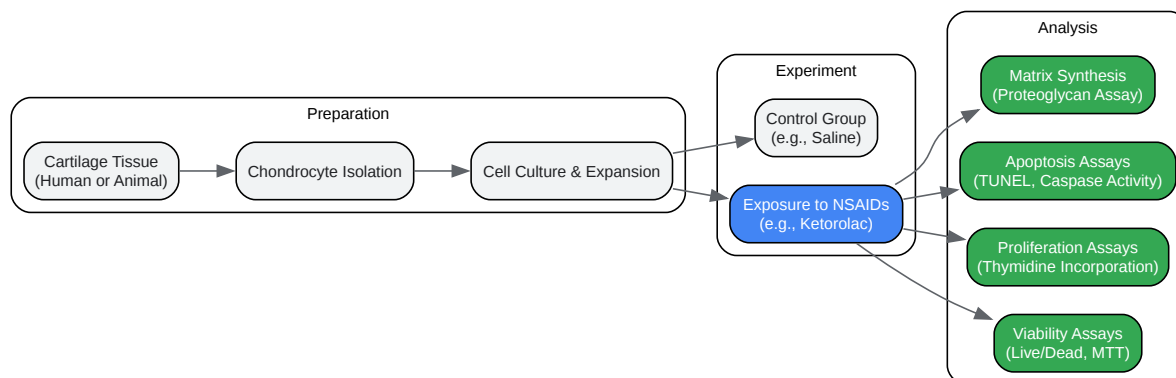 Preparation
Cartilage Tissue
(Human or Animal)
Chondrocyte Isolation
Cell Culture & Expansion
Experiment
Control Group
(e.g., Saline)
Exposure to NSAIDs
(e.g., Ketorolac)
Analysis
Matrix Synthesis
(Proteoglycan Assay)
Apoptosis Assays
(TUNEL, Caspase Activity)
Proliferation Assays
(Thymidine Incorporation)
Viability Assays
(Live/Dead, MTT)